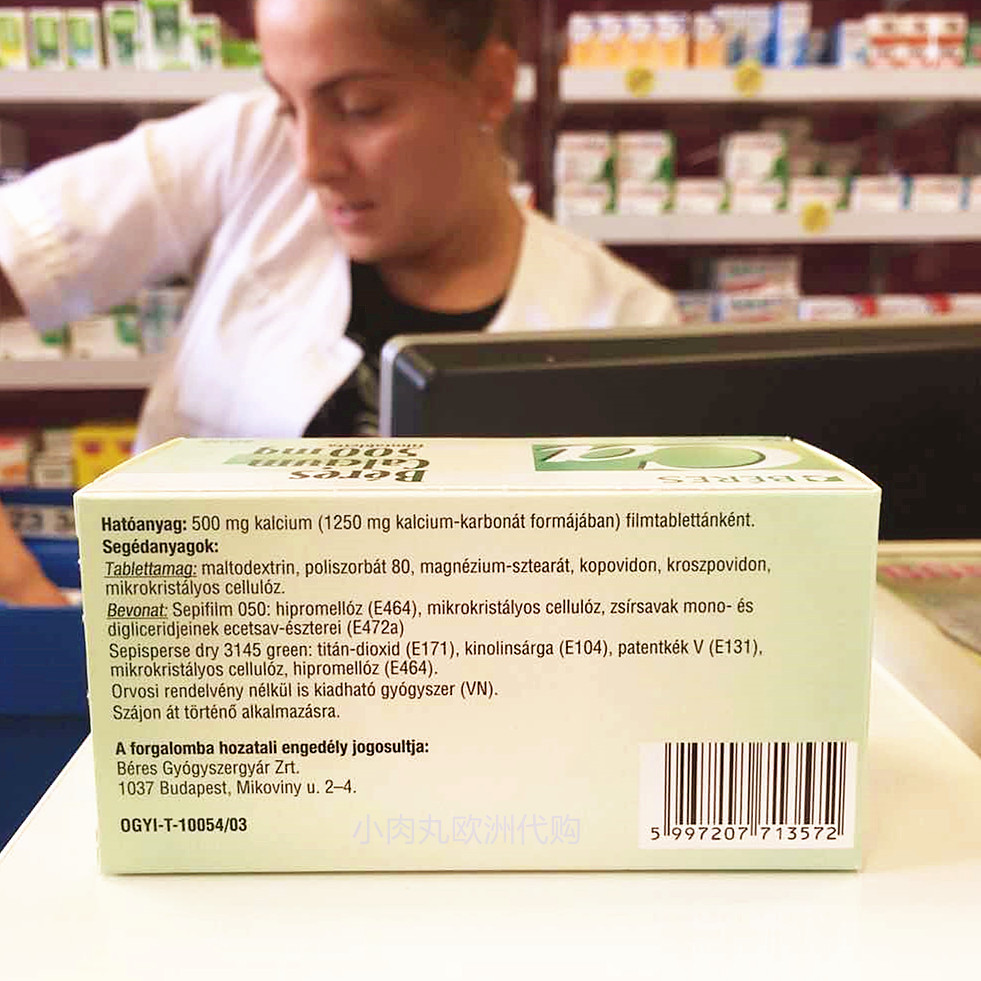 Béres
Calcium
500 mg
filmtabletta
BÉRES
Hatóanyag: 500 mg kalcium (1250 mg kalcium-karbonát formájában) filmtablettánként.
Segédanyagok:
Tablettamag: maltodextrin, poliszorbát 80, magnézium-sztearát, kopovidon, kroszpovidon,
mikrokristályos cellulóz.
Bevonat: Sepifilm 050: hipromellóz (E464), mikrokristályos cellulóz, zsírsavak mono- és
digliceridjeinek ecetsav-észterei (E472a)
Sepisperse dry 3145 green: titán-dioxid (E171), kinolinsárga (E104), patentkék V (E131),
mikrokristályos cellulóz, hipromellóz (E464).
Orvosi rendelvény nélkül is kiadható gyógyszer (VN).
Szájon át történő alkalmazásra.
A forgalomba hozatali engedély jogosultja:
Béres Gyógyszergyár Zrt.
1037 Budapest, Mikoviny u. 2–4.
OGYI-T-10054/03
小肉丸欧洲代购
5 997207 713572